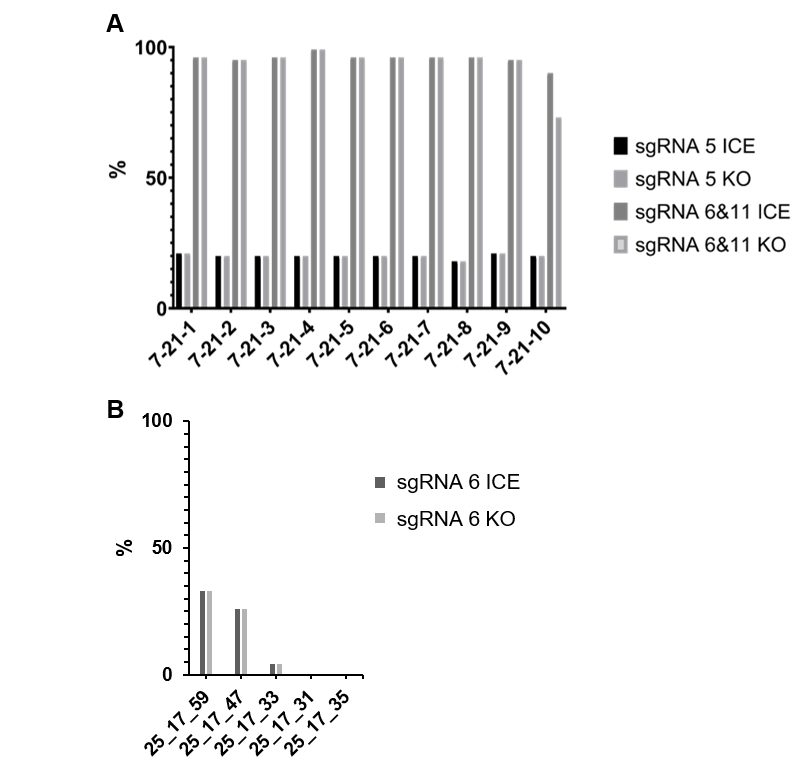 A
100
50
0
%
7-21-1
7-21-2
7-21-3
7-21-4
7-21-5
7-21-6
7-21-7
7-21-8
7-21-9
7-21-10
sgRNA 5 ICE
sgRNA 5 KO
sgRNA 6&11 ICE
sgRNA 6&11 KO
B
100
50
0
%
25_17_59
25_17_47
25_17_33
25_17_31
25_17_35
sgRNA 6 ICE
sgRNA 6 KO